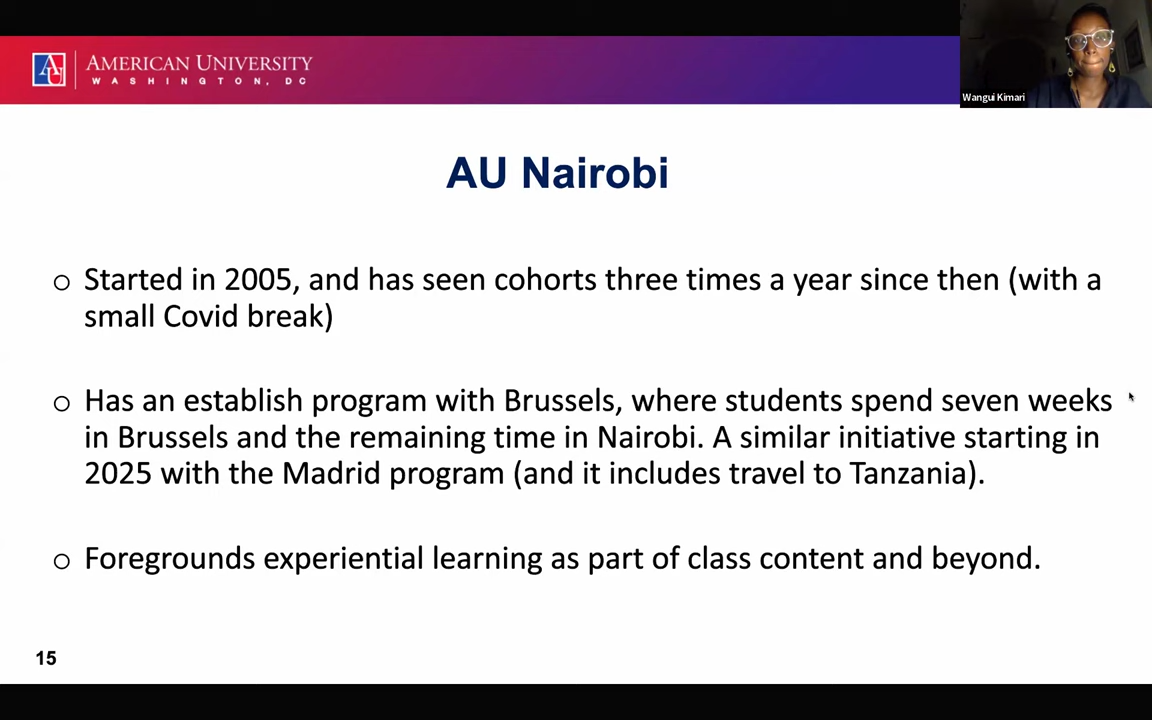 AU
AMERICAN UNIVERSITY
WASHINGTON, DC
Wangui Kimari
AU Nairobi
o Started in 2005, and has seen cohorts three times a year since then (with a
small Covid break)
o Has an establish program with Brussels, where students spend seven weeks
in Brussels and the remaining time in Nairobi. A similar initiative starting in
2025 with the Madrid program (and it includes travel to Tanzania).
o Foregrounds experiential learning as part of class content and beyond.
15